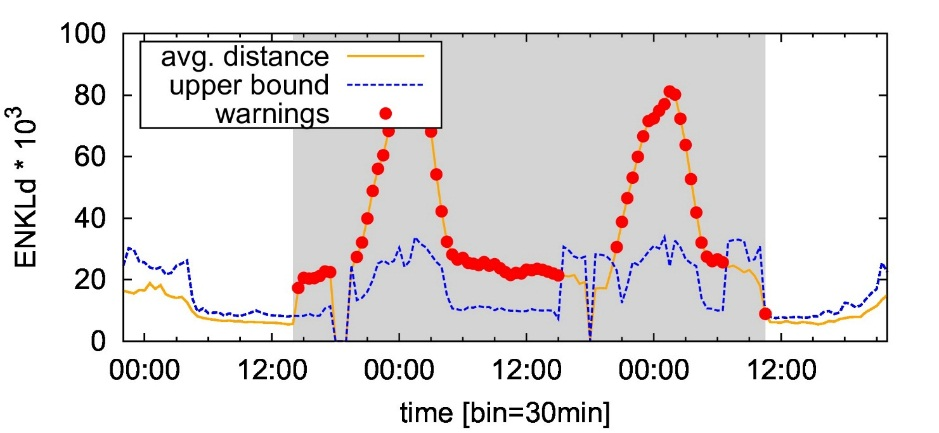 100
80
60
40
20
0
ENKLd * 10³
avg. distance
upper bound
warnings
00:00 12:00 00:00 12:00 00:00 12:00
time [bin=30min]